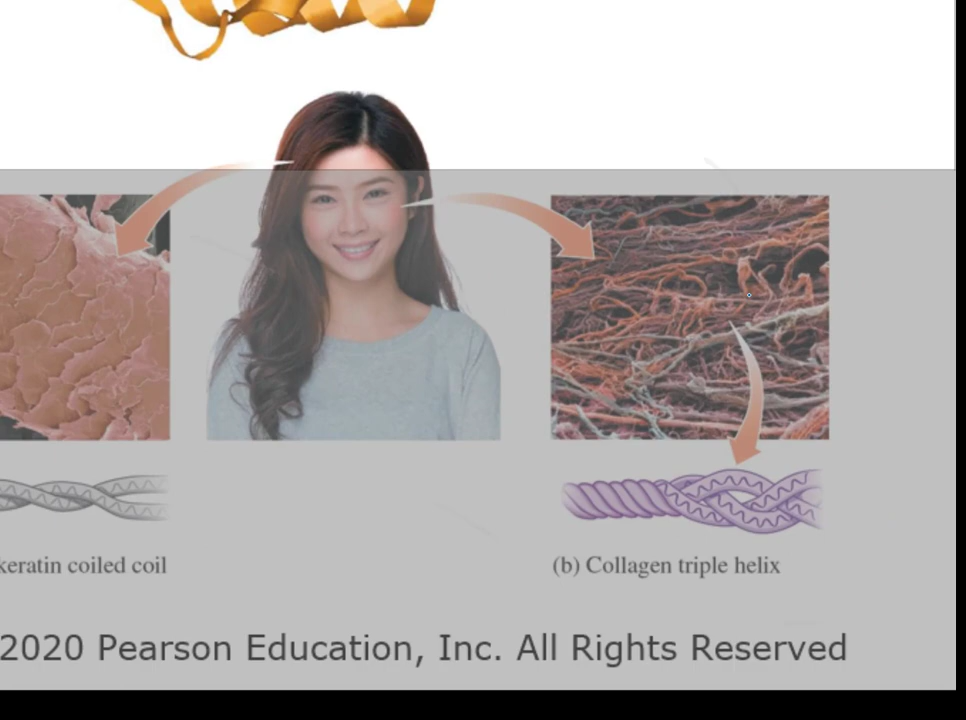 keratin coiled coil
(b) Collagen triple helix
2020 Pearson Education, Inc. All Rights Reserved